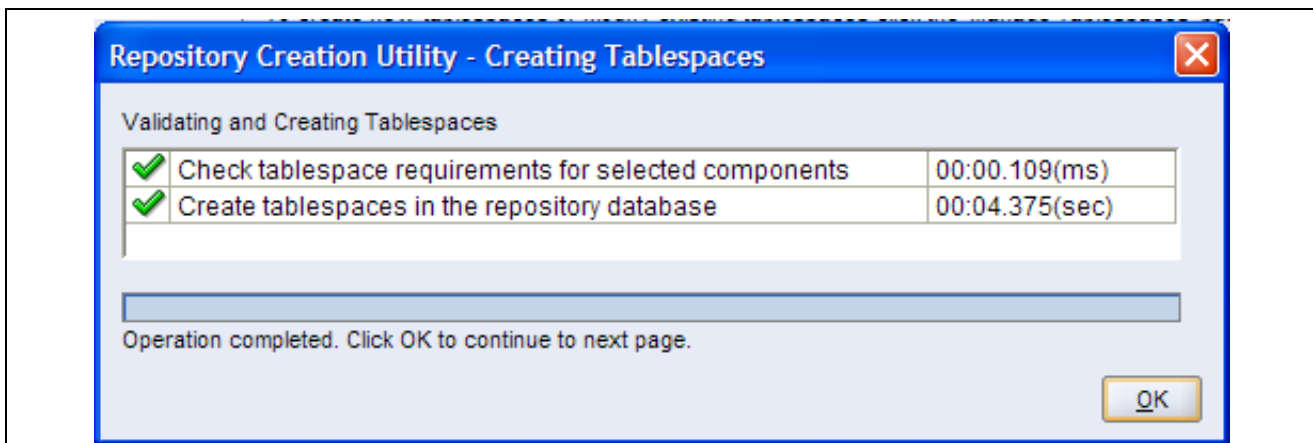 Repository Creation Utility - Creating Tablespaces
Validating and Creating Tablespaces
Check tablespace requirements for selected components 00:00.109(ms)
Create tablespaces in the repository database 00:04.375(sec)
Operation completed. Click OK to continue to next page.
OK